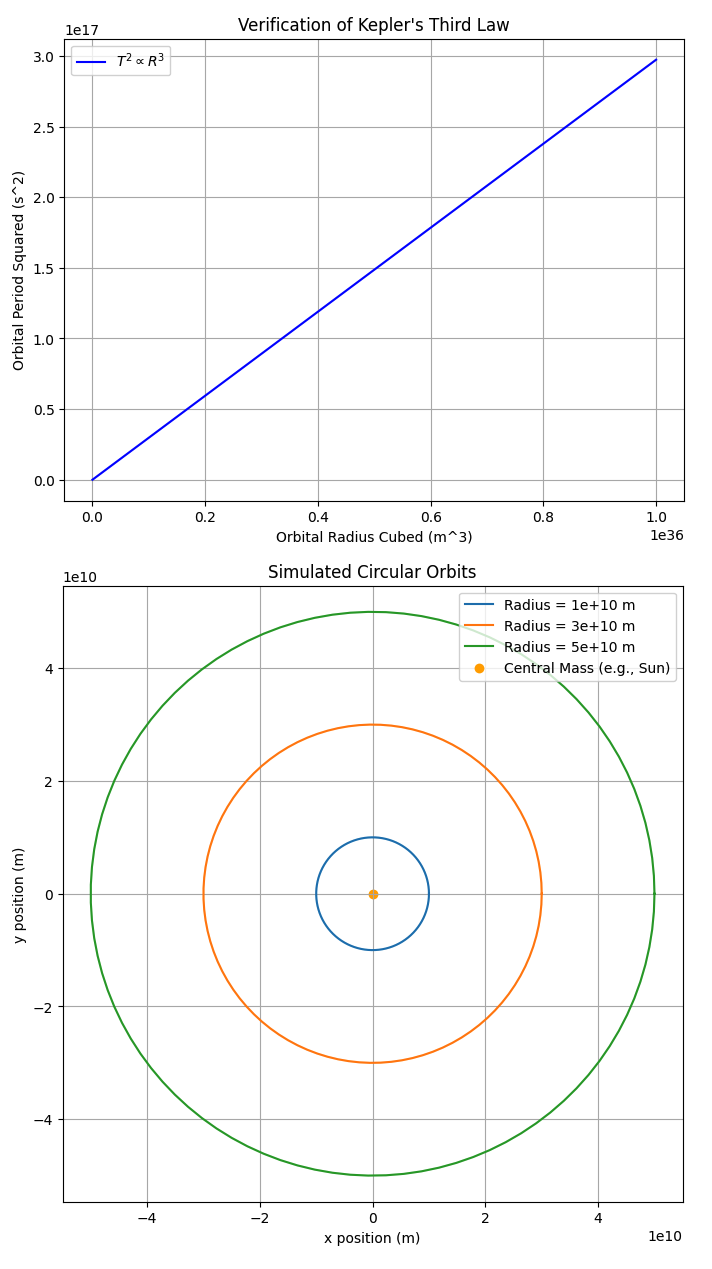 Verification of Kepler's Third Law
1e17
T² ∝ R³
3.0
2.5
2.0
1.5
1.0
0.5
0.0
Orbital Period Squared (s^2)
0.0 0.2 0.4 0.6 0.8 1.0
Orbital Radius Cubed (m^3)
1e36
Simulated Circular Orbits
1e10
Radius = 1e+10 m
Radius = 3e+10 m
Radius = 5e+10 m
Central Mass (e.g., Sun)
4
2
0
−2
−4
y position (m)
−4 −2 0 2 4
x position (m)
1e10